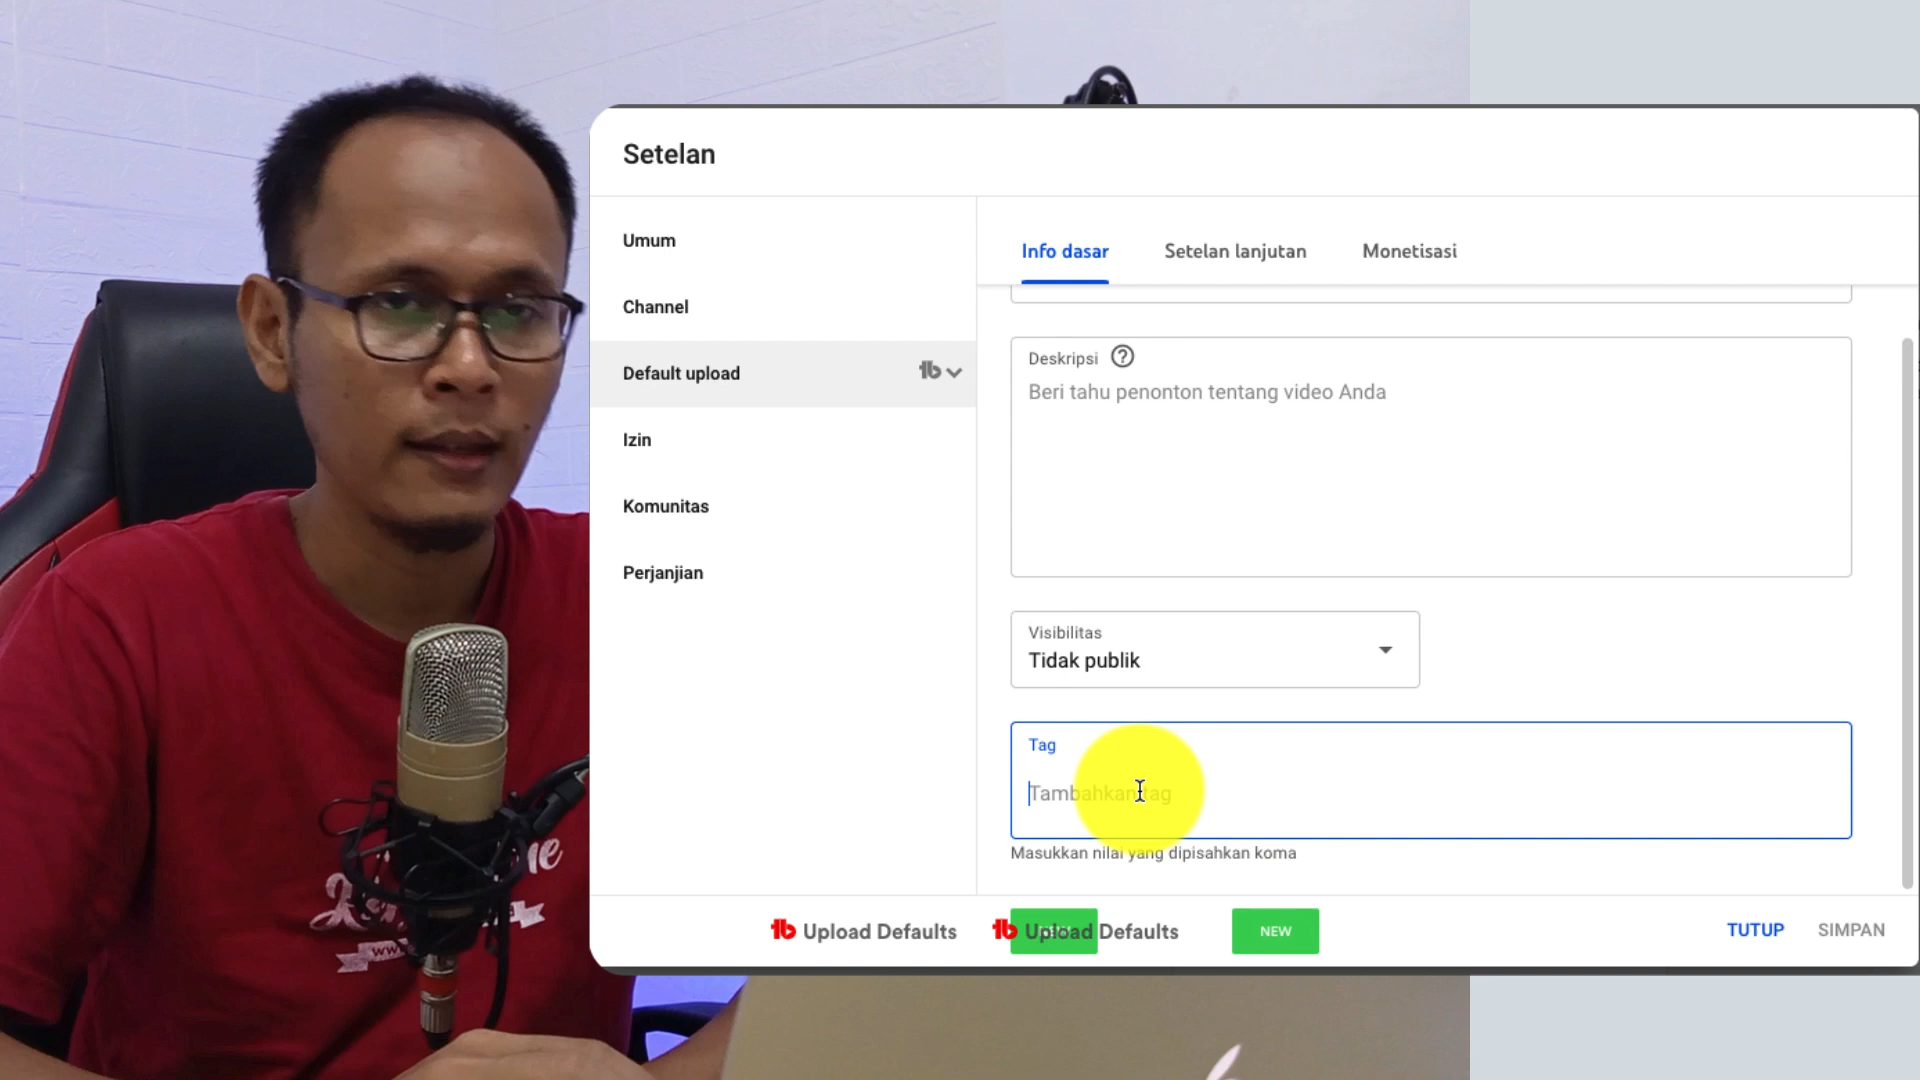 Setelan
Umum
Channel
Default upload
Izin
Komunitas
Perjanjian
Info dasar
Setelan lanjutan
Monetisasi
Deskripsi
Beri tahu penonton tentang video Anda
Visibilitas
Tidak publik
Tag
Tambahkan tag
Masukkan nilai yang dipisahkan koma
Upload Defaults
Upload Defaults
NEW
TUTUP
SIMPAN